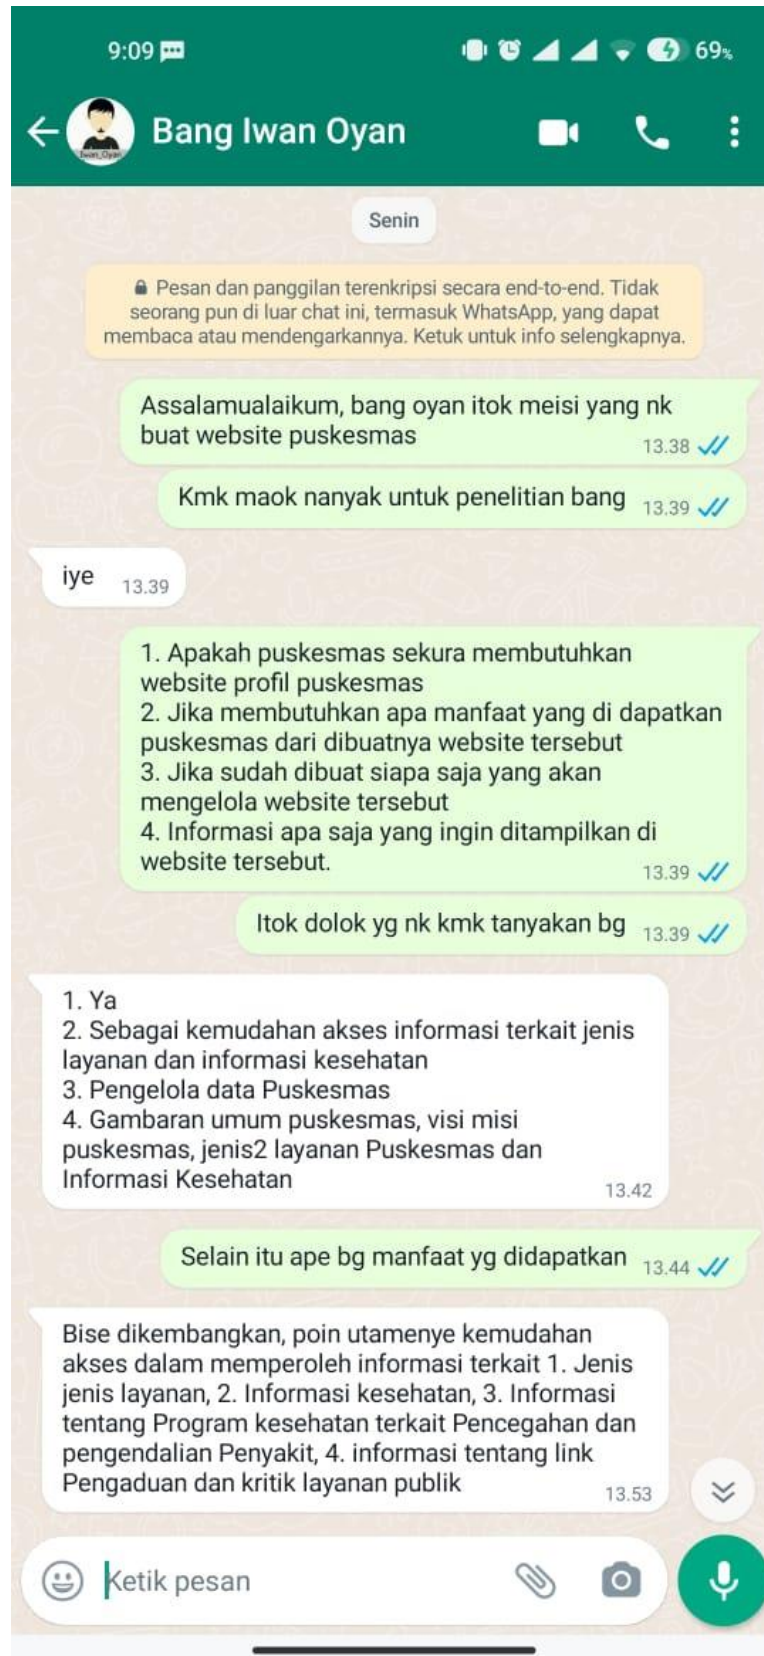 9:09
69%
Bang Iwan Oyan
Iwan_Oyan
Senin
Pesan dan panggilan terenkripsi secara end-to-end. Tidak
seorang pun di luar chat ini, termasuk WhatsApp, yang dapat
membaca atau mendengarkannya. Ketuk untuk info selengkapnya.
Assalamualaikum, bang oyan itok meisi yang nk
buat website puskesmas
13.38
Kmk maok nanyak untuk penelitian bang 13.39
iye 13.39
1. Apakah puskesmas sekura membutuhkan
website profil puskesmas
2. Jika membutuhkan apa manfaat yang di dapatkan
puskesmas dari dibuatnya website tersebut
3. Jika sudah dibuat siapa saja yang akan
mengelola website tersebut
4. Informasi apa saja yang ingin ditampilkan di
website tersebut.
13.39
Itok dolok yg nk kmk tanyakan bg 13.39
1. Ya
2. Sebagai kemudahan akses informasi terkait jenis
layanan dan informasi kesehatan
3. Pengelola data Puskesmas
4. Gambaran umum puskesmas, visi misi
puskesmas, jenis2 layanan Puskesmas dan
Informasi Kesehatan
13.42
Selain itu ape bg manfaat yg didapatkan 13.44
Bise dikembangkan, poin utamenye kemudahan
akses dalam memperoleh informasi terkait 1. Jenis
jenis layanan, 2. Informasi kesehatan, 3. Informasi
tentang Program kesehatan terkait Pencegahan dan
pengendalian Penyakit, 4. informasi tentang link
Pengaduan dan kritik layanan publik
13.53
Ketik pesan